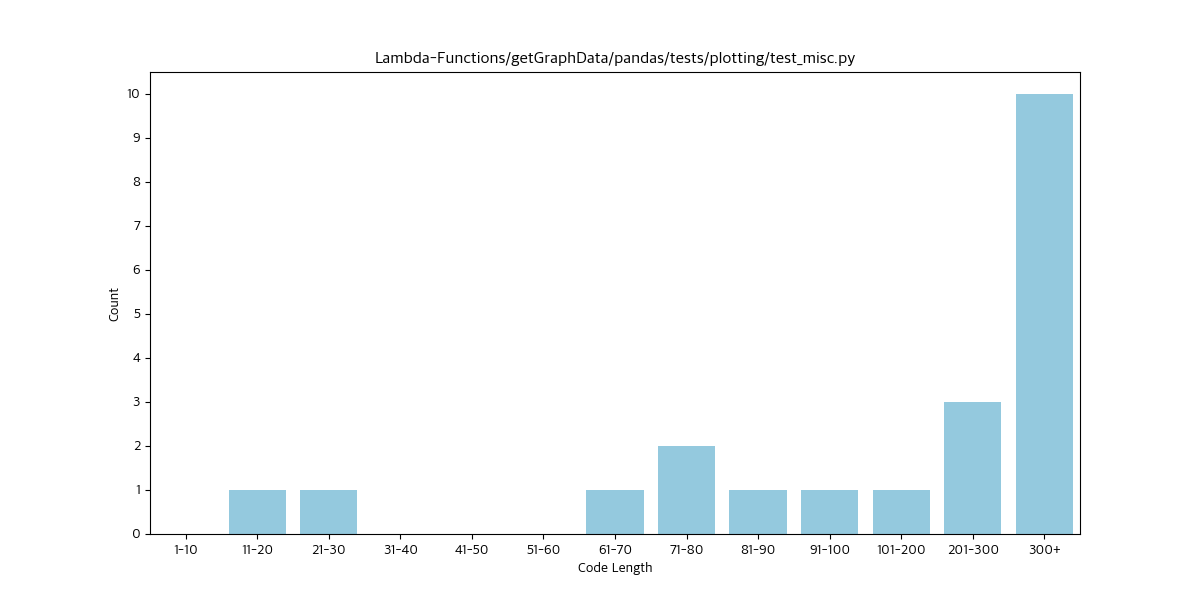 Lambda-Functions/getGraphData/pandas/tests/plotting/test_misc.py
10
9
8
7
6
5
4
3
2
1
0
Count
1-10 11-20 21-30 31-40 41-50 51-60 61-70 71-80 81-90 91-100 101-200 201-300 300+
Code Length